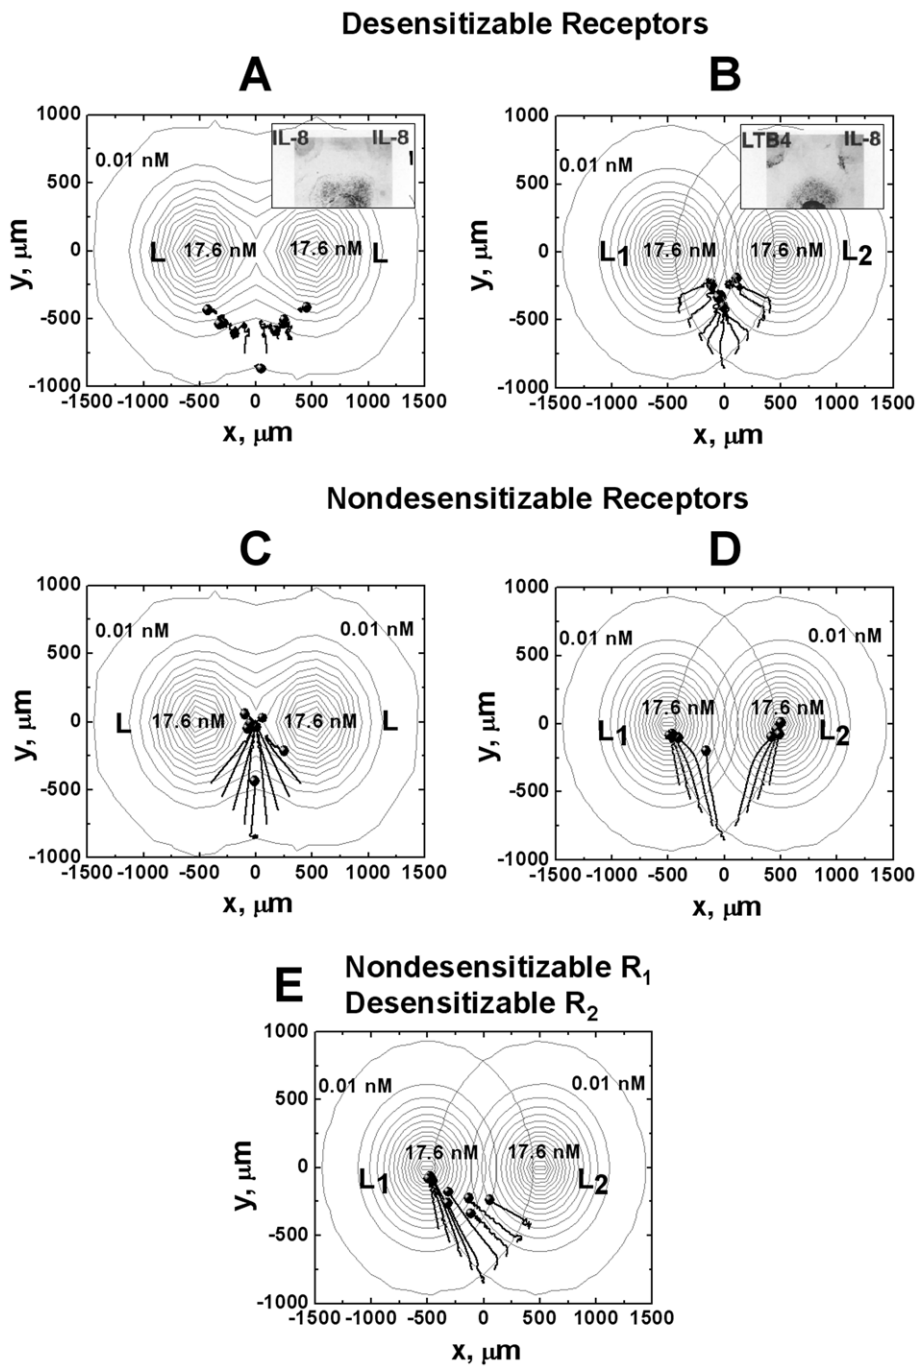 Desensitizable Receptors
A
B
1000
500
0
-500
-1000
y, μm
0.01 nM
IL-8 IL-8
L 17.6 nM 17.6 nM L
-1500 -1000 -500 0 500 1000 1500
x, μm
1000
500
0
-500
-1000
y, μm
0.01 nM
LTB4 IL-8
L1 17.6 nM 17.6 nM L2
-1500 -1000 -500 0 500 1000 1500
x, μm
Nondesensitizable Receptors
C
D
1000
500
0
-500
-1000
y, μm
0.01 nM 0.01 nM
L 17.6 nM 17.6 nM L
-1500 -1000 -500 0 500 1000 1500
x, μm
1000
500
0
-500
-1000
y, μm
0.01 nM 0.01 nM
17.6 nM 17.6 nM
L1 L2
-1500 -1000 -500 0 500 1000 1500
x, μm
E
Nondesensitizable R1
Desensitizable R2
1000
500
0
-500
-1000
y, μm
0.01 nM 0.01 nM
17.6 nM 17.6 nM
L1 L2
-1500 -1000 -500 0 500 1000 1500
x, μm